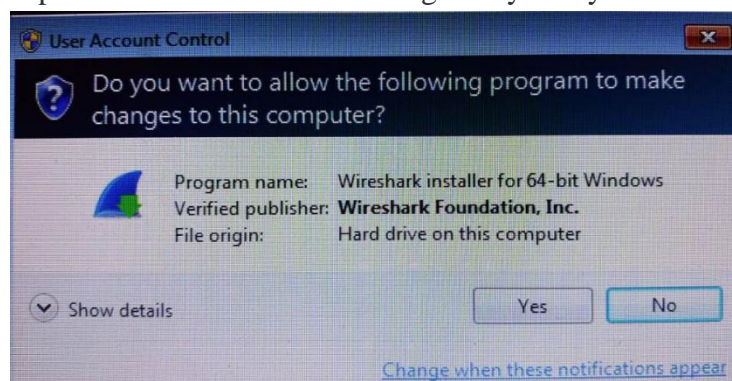 User Account Control
Do you want to allow the following program to make
changes to this computer?
Program name: Wireshark installer for 64-bit Windows
Verified publisher: Wireshark Foundation, Inc.
File origin: Hard drive on this computer
Show details
Yes
No
Change when these notifications appear